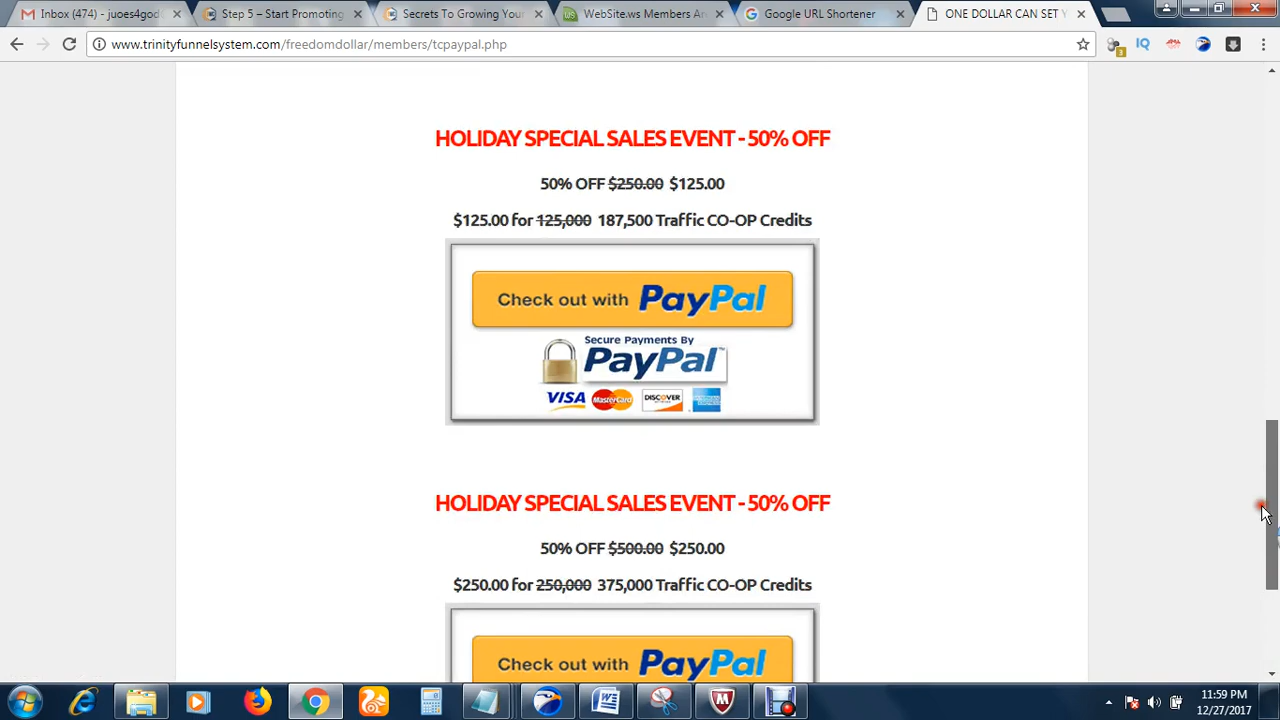 Inbox (474) - juoes4god
Step 5 – Start Promoting
Secrets To Growing Your
WebSite.ws Members Ar
Google URL Shortener
ONE DOLLAR CAN SET Y
www.trinityfunnelsystem.com/freedomdollar/members/tcpaypal.php
3
IQ
HOLIDAY SPECIAL SALES EVENT - 50% OFF
50% OFF $250.00 $125.00
$125.00 for 125,000 187,500 Traffic CO-OP Credits
Check out with PayPal
Secure Payments By
PayPal™
VISA MasterCard DISCOVER
HOLIDAY SPECIAL SALES EVENT - 50% OFF
50% OFF $500.00 $250.00
$250.00 for 250,000 375,000 Traffic CO-OP Credits
Check out with PayPal
11:59 PM
12/27/2017